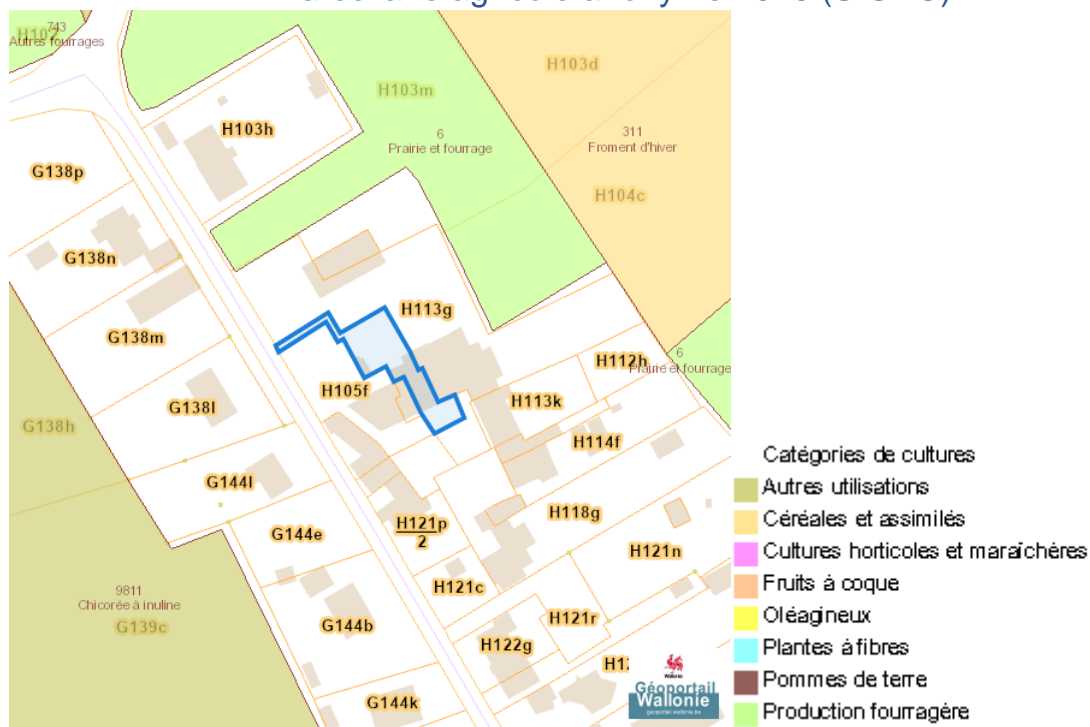 743
H102
Autres fourrages
H103d
H103m
H103h
6
Prairie et fourrage
311
Froment d'hiver
G138p
H104c
G138n
H113g
G138m
H112h
6
Prairie et fourrage
H105f
G138l
H113k
G138h
H114f
G144l
H118g
H121p
2
G144e
H121n
9811
Chicorée à inuline
H121c
G139c
G144b
H121r
H122g
G144k
Wallonie
Géoportail
Wallonie
geoportail.wallonie.be
Catégories de cultures
Autres utilisations
Céréales et assimilés
Cultures horticoles et maraîchères
Fruits à coque
Oléagineux
Plantes à fibres
Pommes de terre
Production fourragère